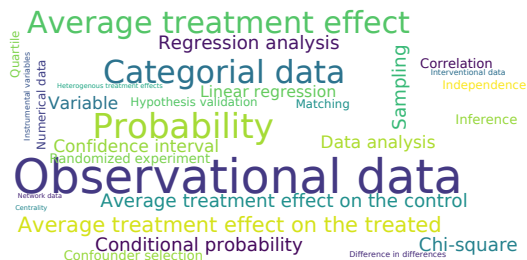 Average treatment effect
Regression analysis
Quartile
Instrumental variables
Numerical data
Categorial data
Sampling
Correlation
Interventional data
Heterogenous treatment effects
Linear regression
Independence
Variable
Hypothesis validation
Matching
Probability
Inference
Confidence interval
Data analysis
Randomized experiment
Observational data
Network data
Average treatment effect on the control
Centrality
Average treatment effect on the treated
Conditional probability
Chi-square
Confounder selection
Difference in differences